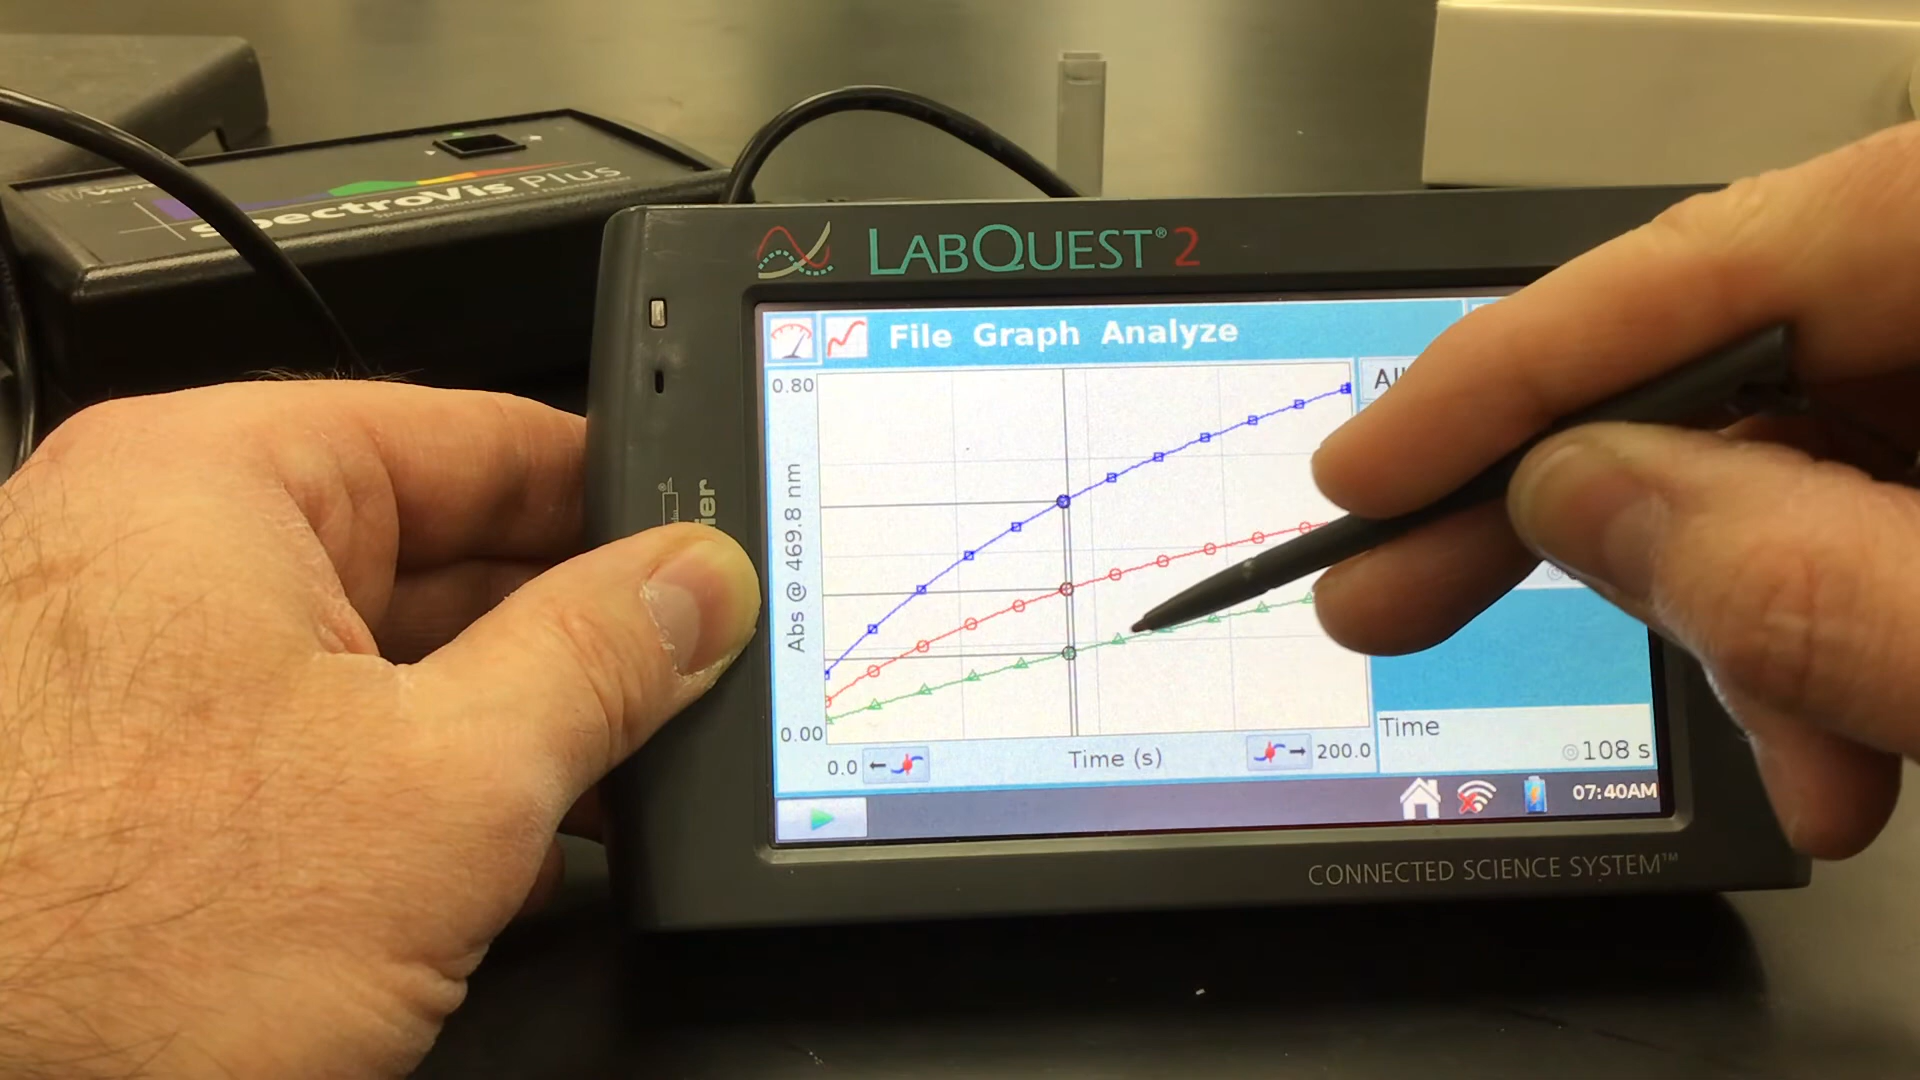 SpectroVis Plus
LABQUEST® 2
File Graph Analyze
0.80
Abs @ 469.8 nm
0.00
0.0
Time (s)
200.0
Time
108 s
07:40AM
CONNECTED SCIENCE SYSTEM™